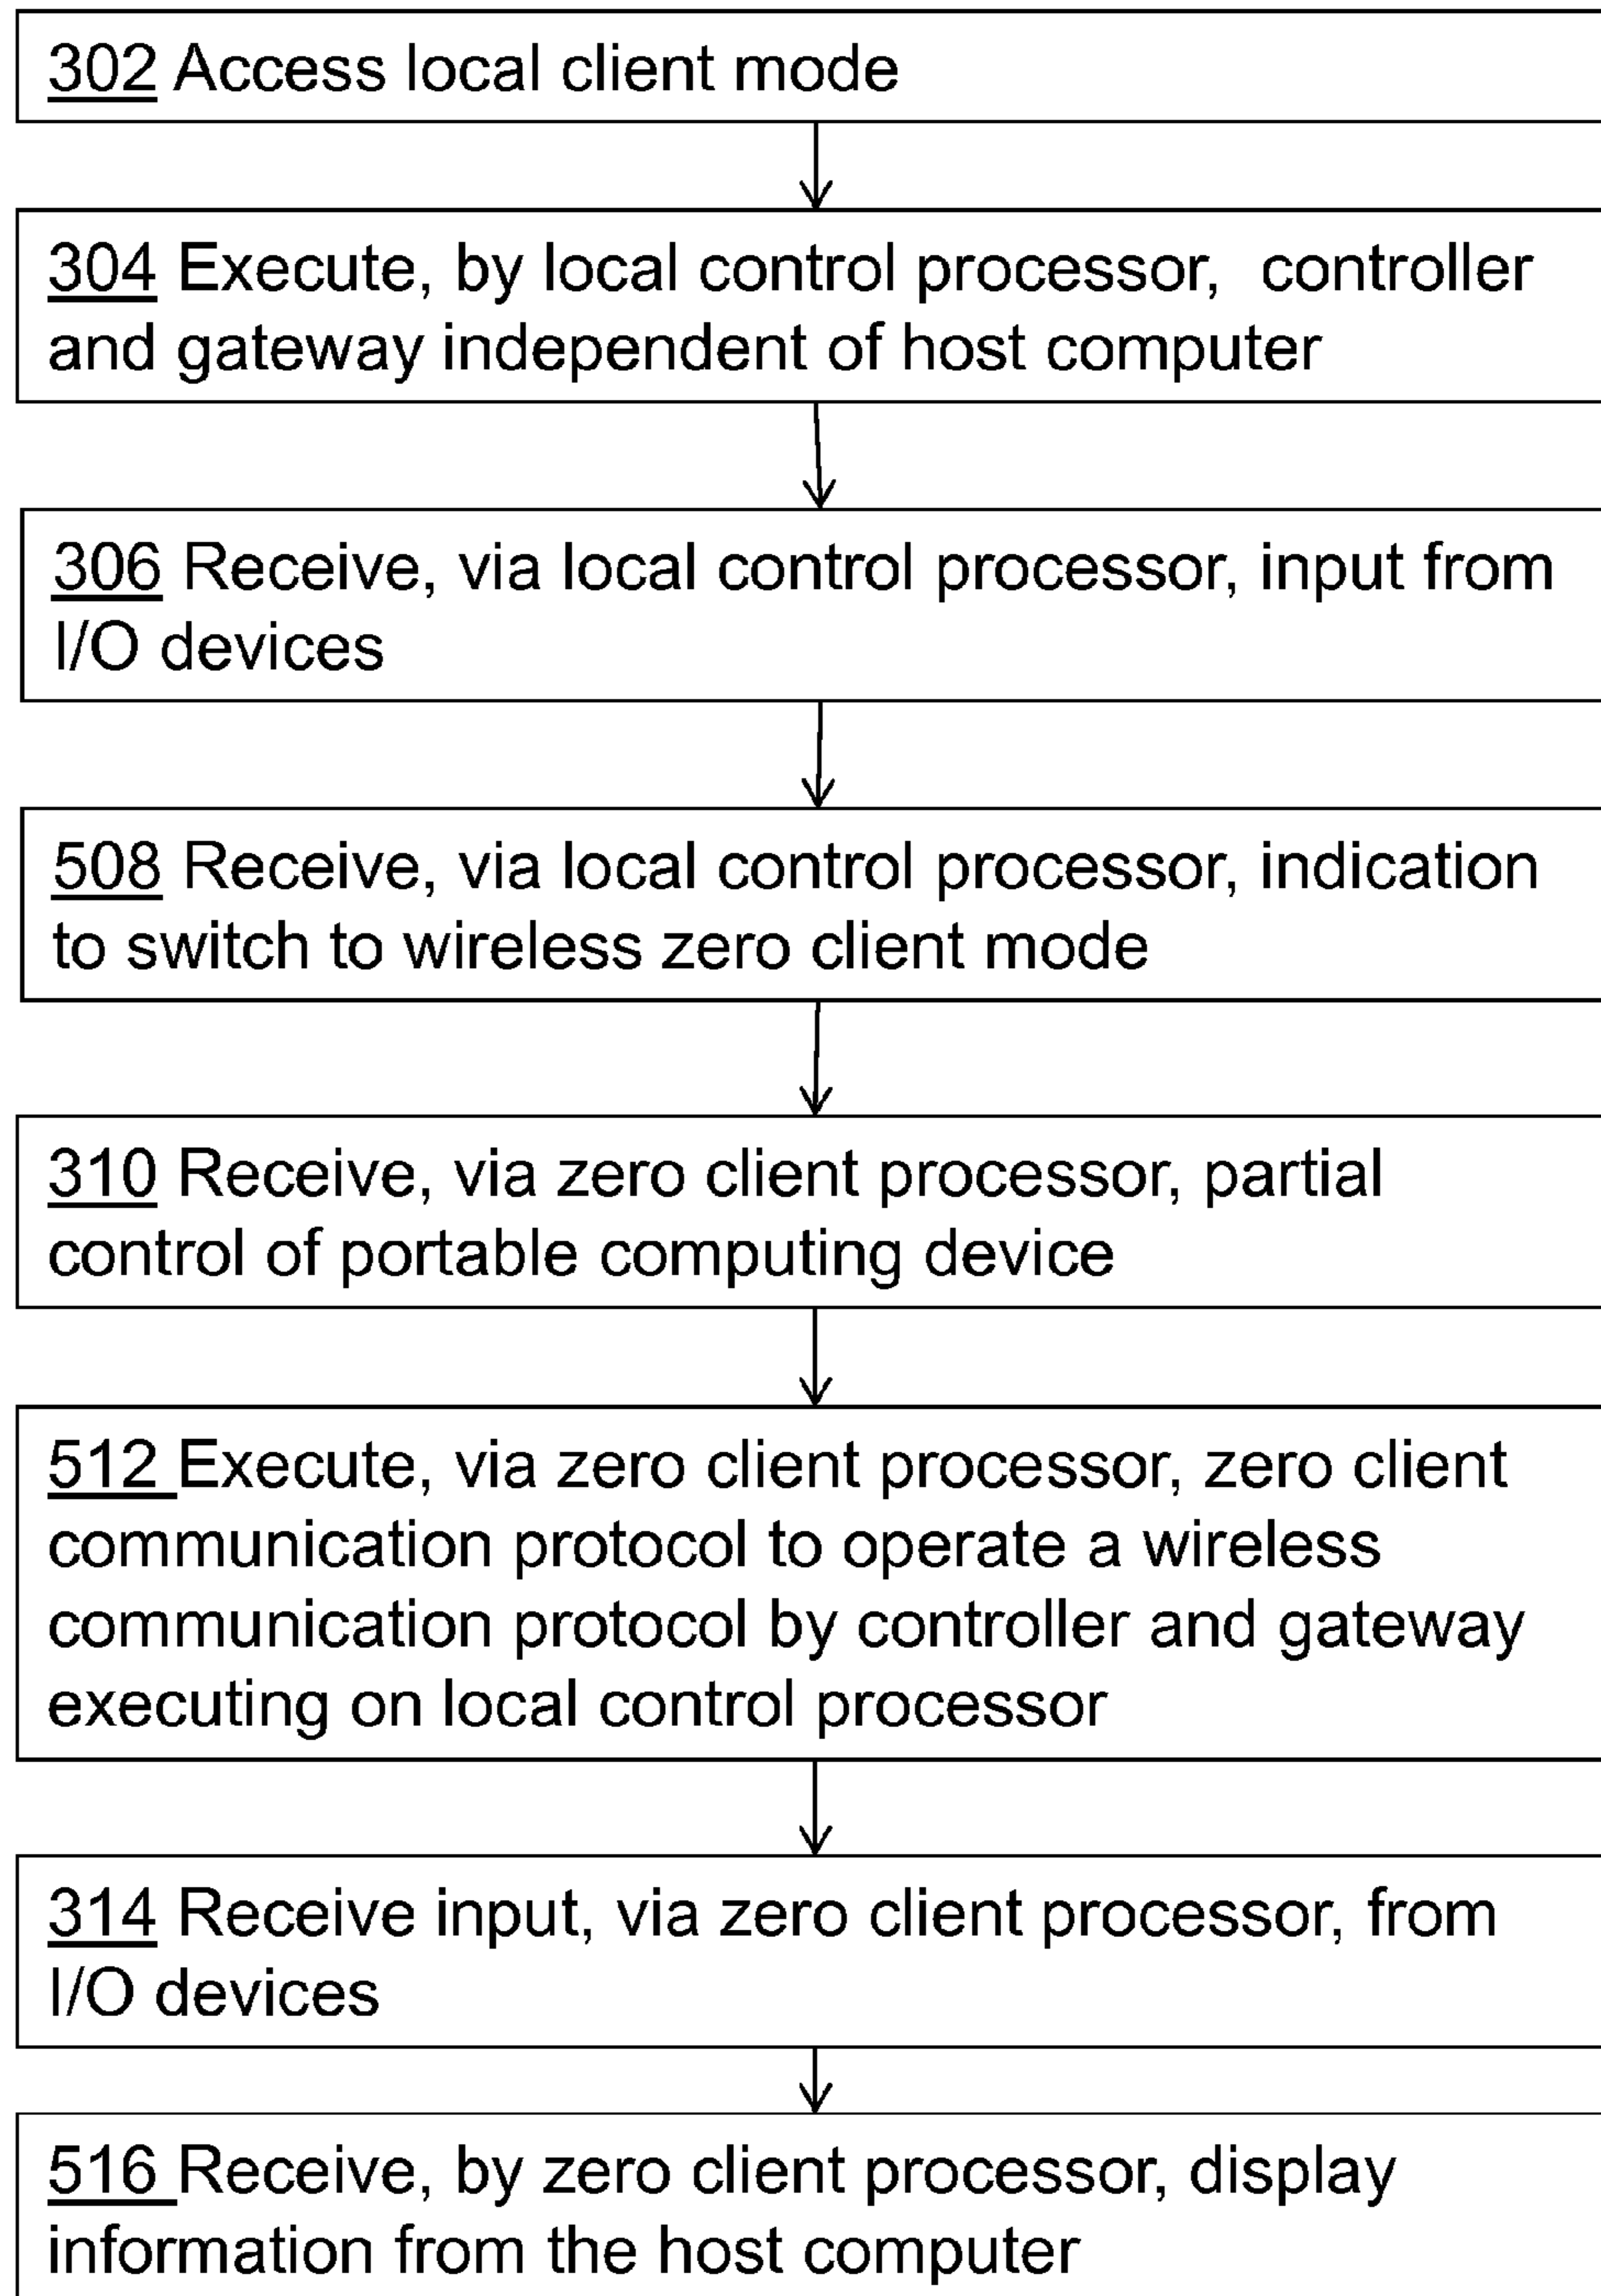 302 Access local client mode
304 Execute, by local control processor, controller
and gateway independent of host computer
306 Receive, via local control processor, input from
I/O devices
508 Receive, via local control processor, indication
to switch to wireless zero client mode
310 Receive, via zero client processor, partial
control of portable computing device
512 Execute, via zero client processor, zero client
communication protocol to operate a wireless
communication protocol by controller and gateway
executing on local control processor
314 Receive input, via zero client processor, from
I/O devices
516 Receive, by zero client processor, display
information from the host computer